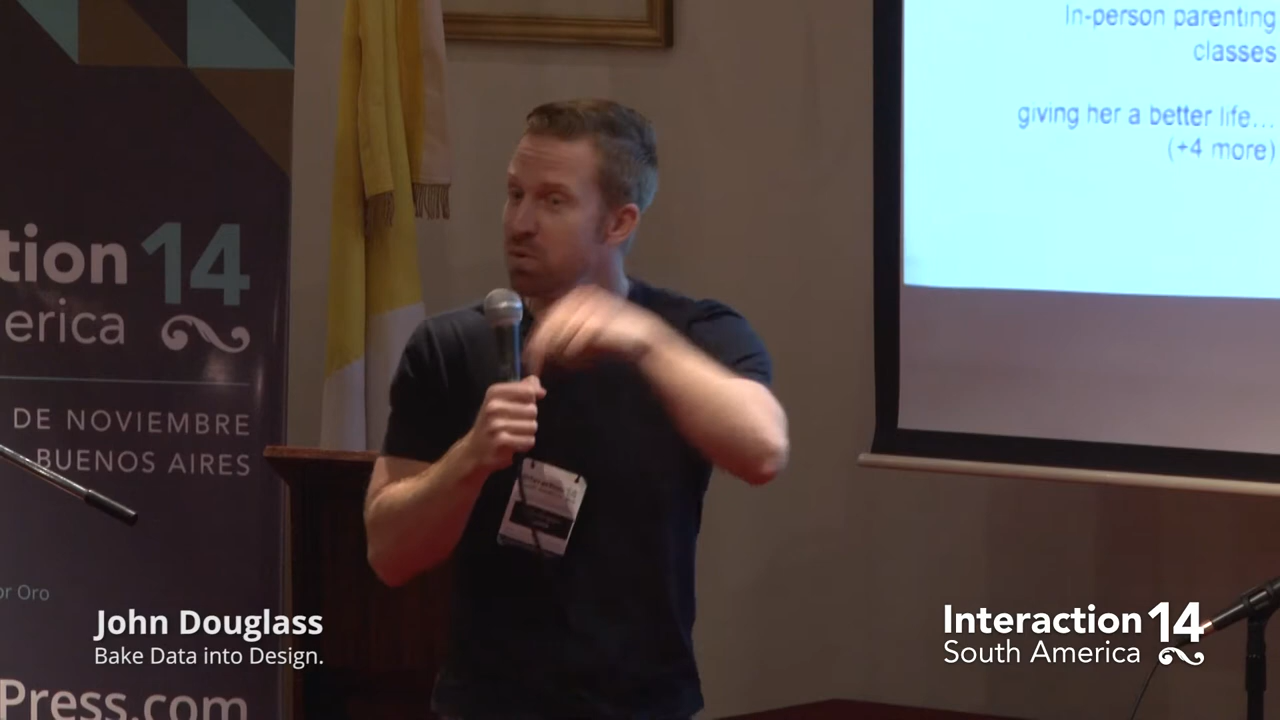 In-person parenting
classes
giving her a better life...
(+4 more)
tion 14
erica
DE NOVIEMBRE
BUENOS AIRES
or Oro
Press.com
John Douglass
Bake Data into Design.
Interaction 14
South America